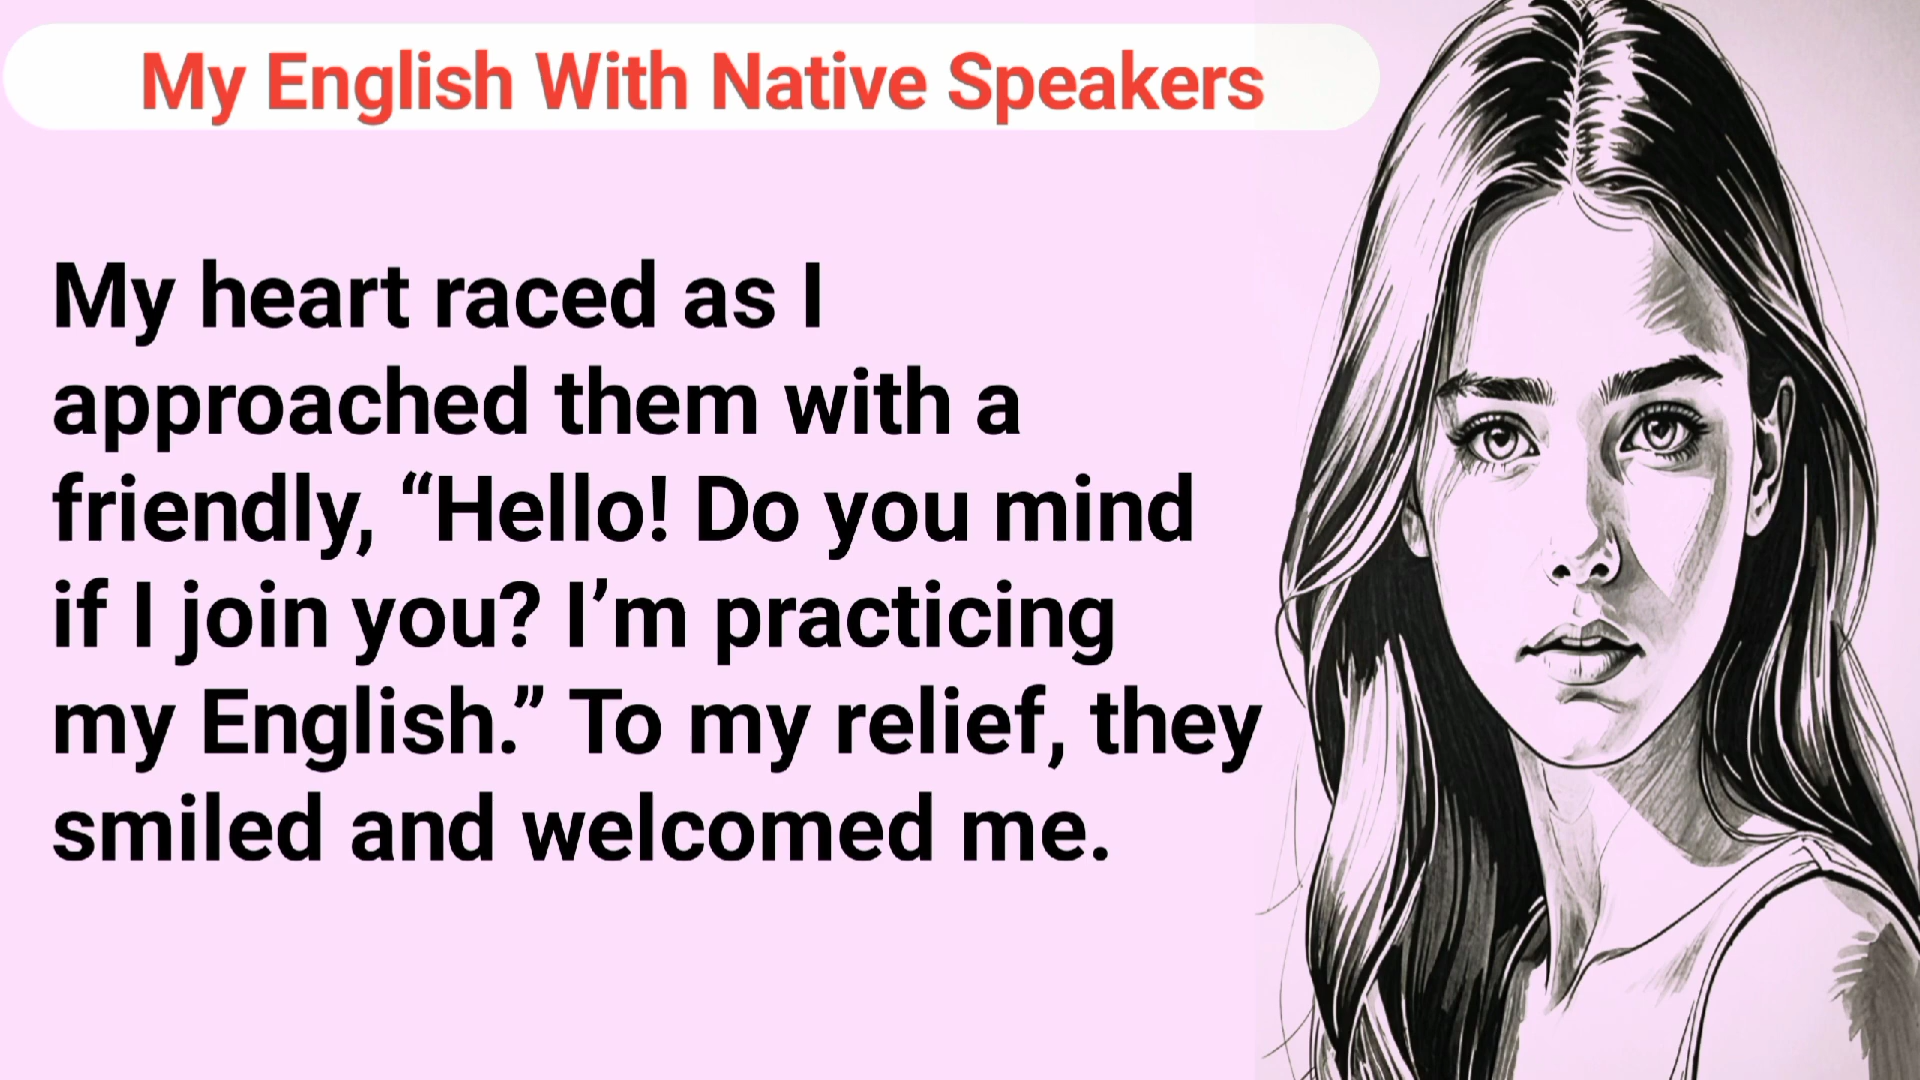 My English With Native Speakers
My heart raced as I
approached them with a
friendly, “Hello! Do you mind
if I join you? I’m practicing
my English.” To my relief, they
smiled and welcomed me.